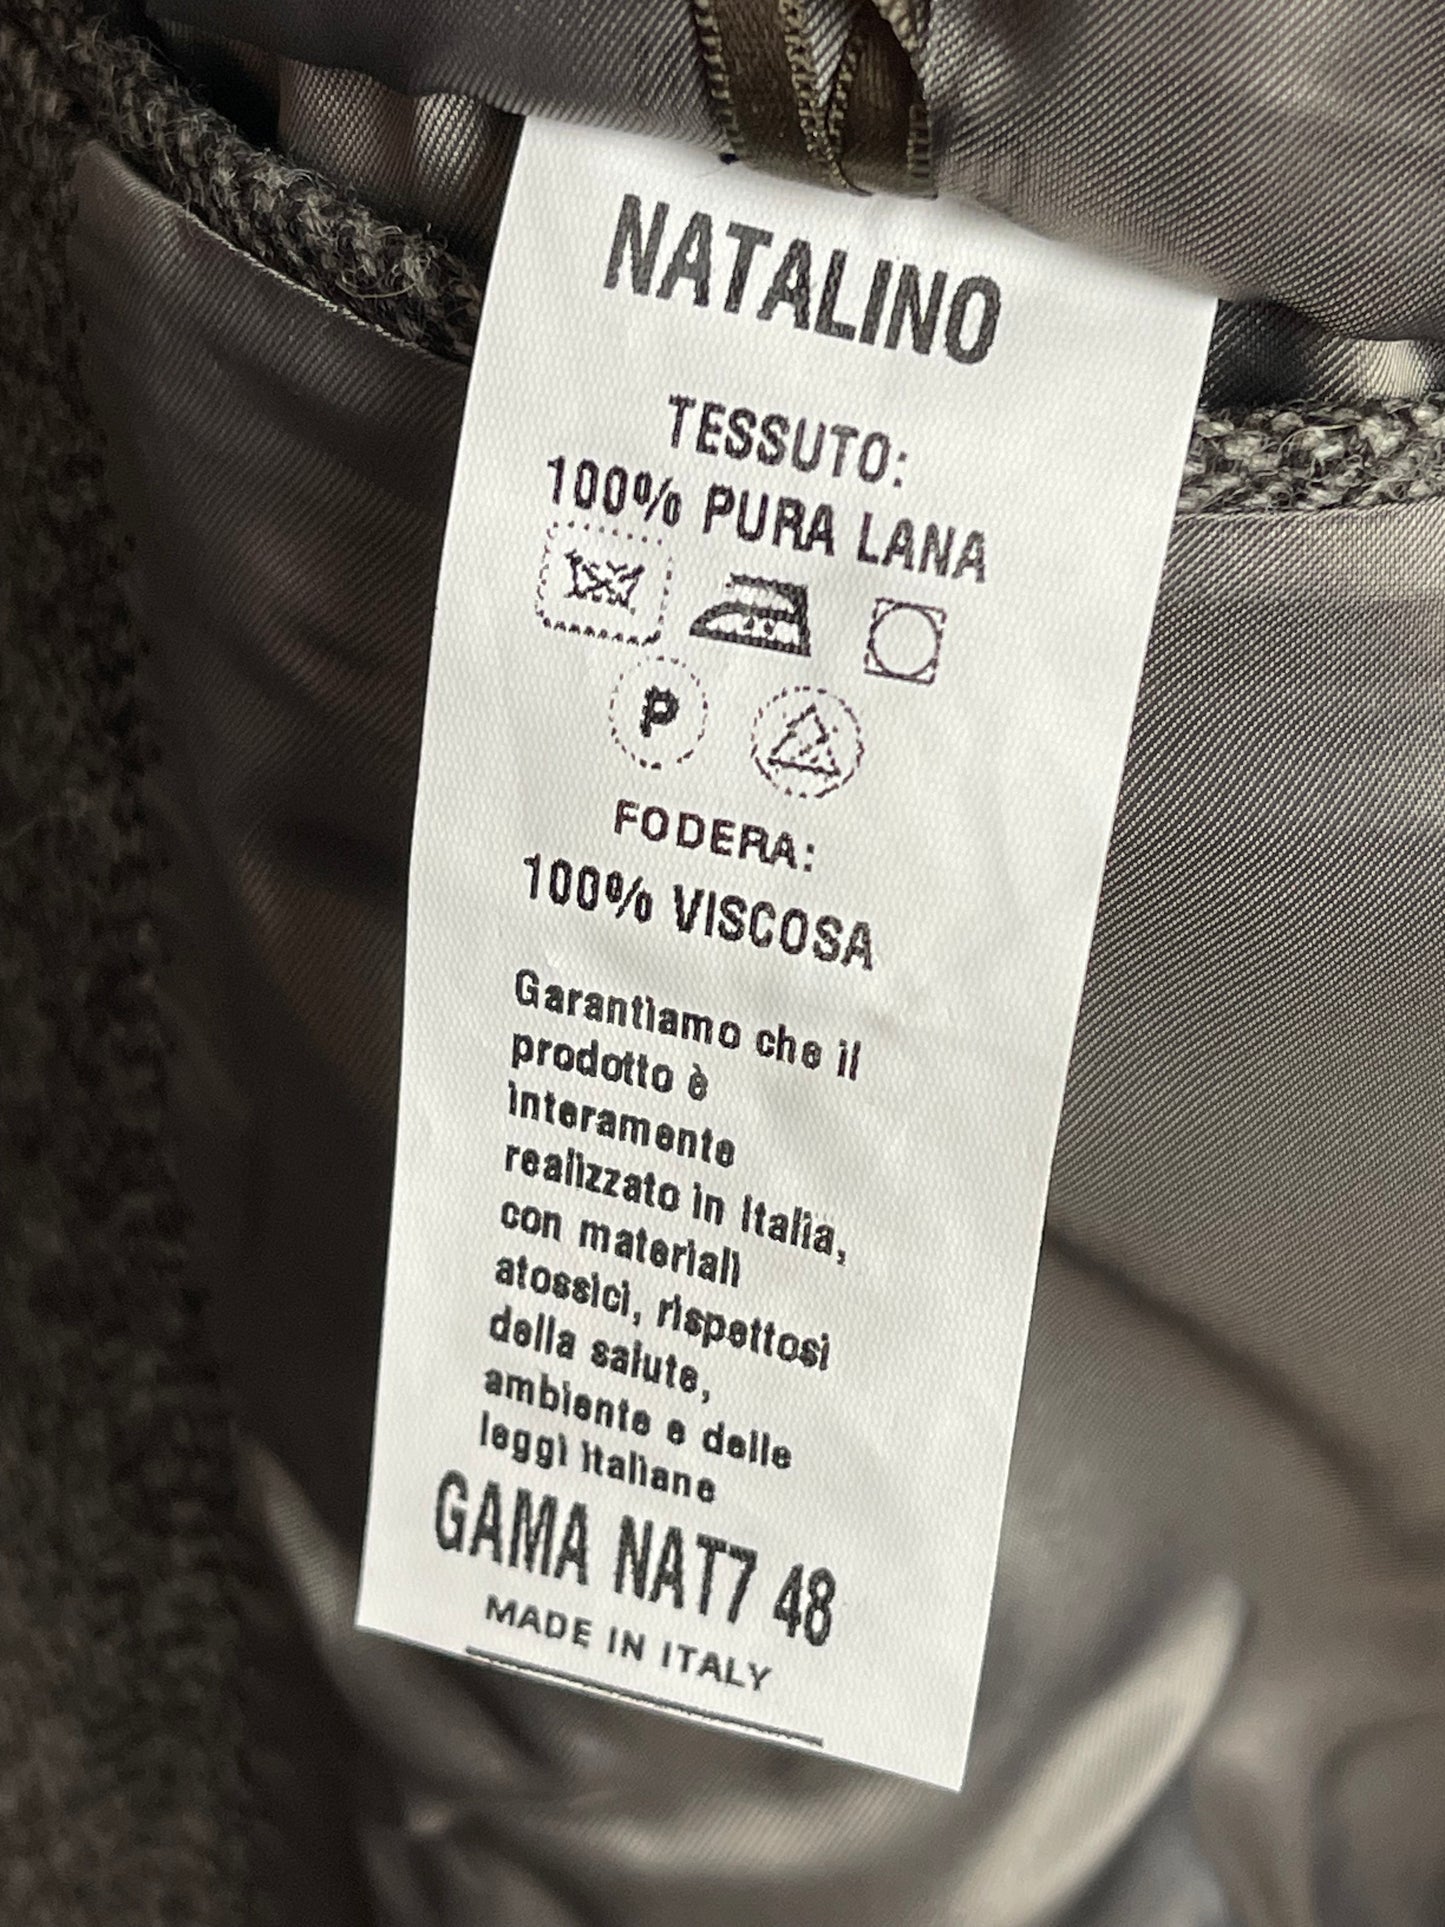 NATALINO
TESSUTO:
100% PURA LANA
P
FODERA:
100% VISCOSA
Garantiamo che il
prodotto è
interamente
realizzato in Italia,
con materiali
atossici, rispettosi
della salute,
ambiente e delle
leggi italiane
GAMA NAT7 48
MADE IN ITALY